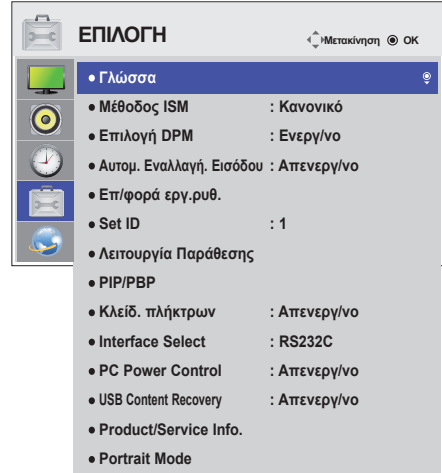 ΕΠΙΛΟΓΗ
Μετακίνηση OK
Γλώσσα
Μέθοδος ISM : Κανονικό
Επιλογή DPM : Ενεργ/νο
Αυτομ. Εναλλαγή. Εισόδου : Απενεργ/νο
Επ/φορά εργ.ρυθ.
Set ID : 1
Λειτουργία Παράθεσης
PIP/PBP
Κλείδ. πλήκτρων : Απενεργ/νο
Interface Select : RS232C
PC Power Control : Απενεργ/νο
USB Content Recovery : Απενεργ/νο
Product/Service Info.
Portrait Mode